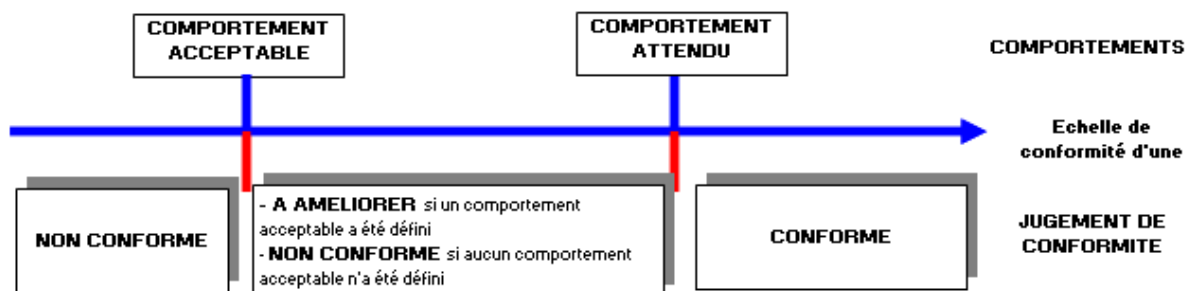 COMPORTEMENT
ACCEPTABLE
COMPORTEMENT
ATTENDU
COMPORTEMENTS
Echelle de
conformité d'une
NON CONFORME
- A AMELIORER si un comportement
acceptable a été défini
- NON CONFORME si aucun comportement
acceptable n'a été défini
CONFORME
JUGEMENT DE
CONFORMITE